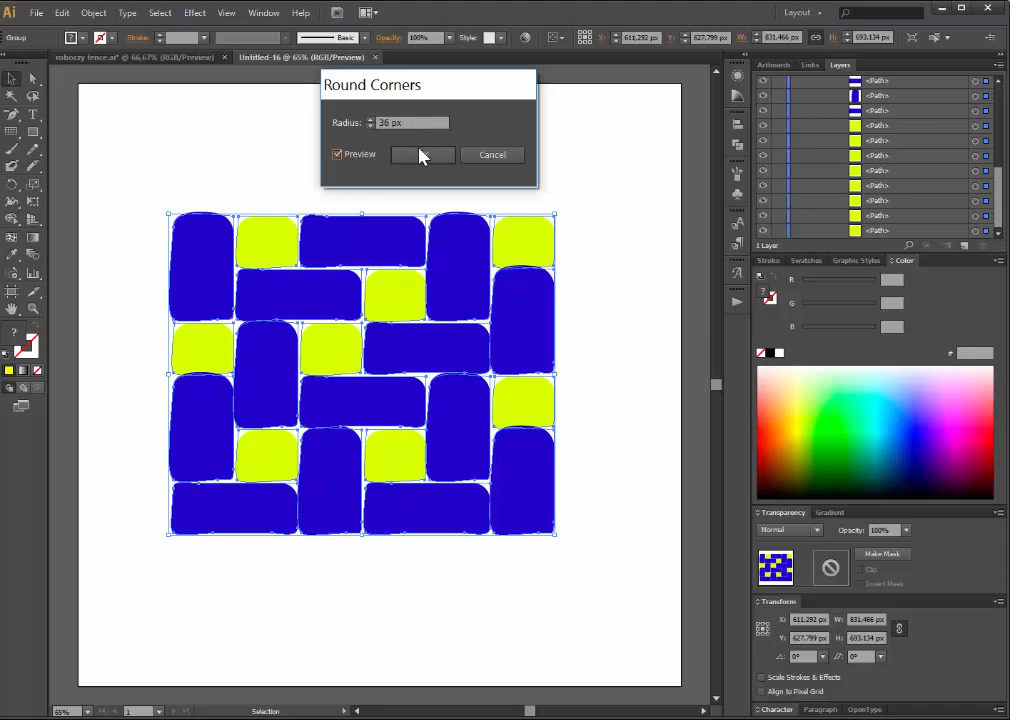 Ai File Edit Object Type Select Effect View Window Help Br Layout
Group Stroke: Basic Opacity: 100% Style: X: 611,292 px Y: 627,799 px W: 831,466 px H: 693,134 px
roboczy fence.ai* @ 66,67% (RGB/Preview) × Untitled-16 @ 65% (RGB/Preview) ×
Artboards Links Layers
Round Corners
Radius: 36 px
Preview Cancel
<Path>
<Path>
<Path>
<Path>
<Path>
<Path>
<Path>
<Path>
<Path>
<Path>
<Path>
1 Layer
Stroke Swatches Graphic Styles Color
R
G
B
#
Transparency Gradient
Normal Opacity: 100%
Make Mask
Clip
Invert Mask
Transform
X: 611,292 px W: 831,466 px
Y: 627,799 px H: 693,134 px
0° 0°
Scale Strokes & Effects
Align to Pixel Grid
Character Paragraph OpenType
65% 1 Selection